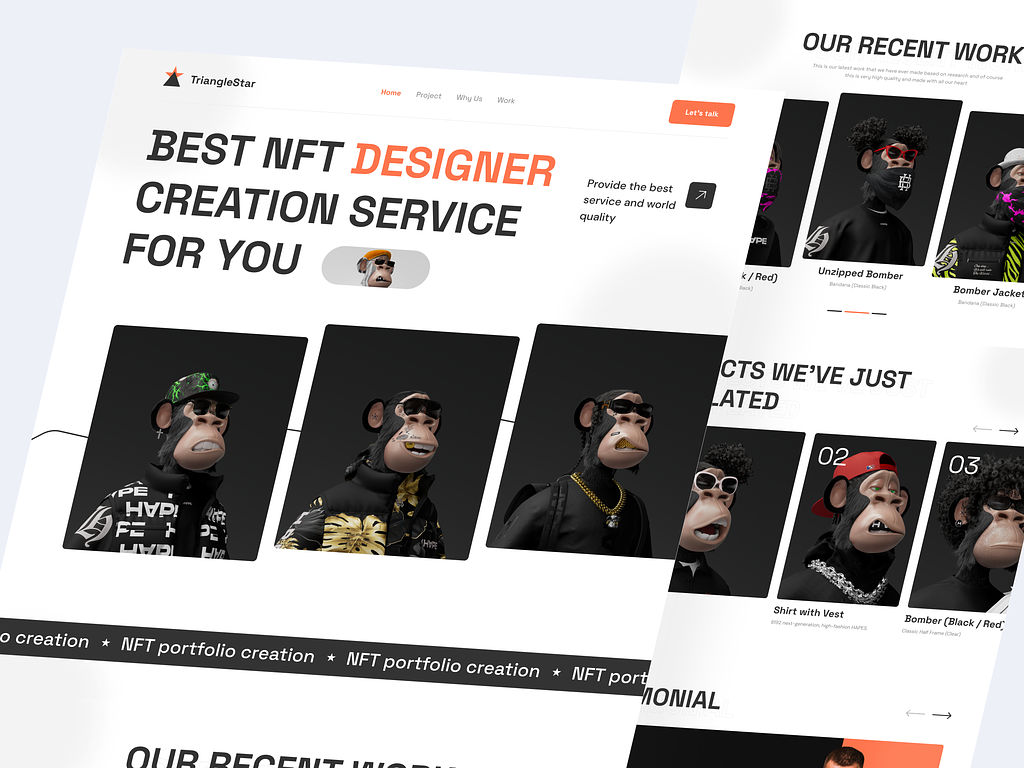 TriangleStar
Home
Project
Why Us
Work
Let's talk
BEST NFT DESIGNER
CREATION SERVICE
FOR YOU
Provide the best
service and world
quality
HAPE
o creation ★ NFT portfolio creation ★ NFT portfolio creation ★ NFT port
OUR RECENT WORK
OUR RECENT WORK
This is our latest work that we have ever made based on research and of course
this is very high quality and made with all our heart
k / Red)
Black)
Unzipped Bomber
Bandana (Classic Black)
Bomber Jacket
Bandana (Classic Black)
CTS WE'VE JUST
LATED
02
03
Shirt with Vest
8192 next-generation, high-fashion HAPES
Bomber (Black / Red)
Classic Half Frame (Clear)
MONIAL